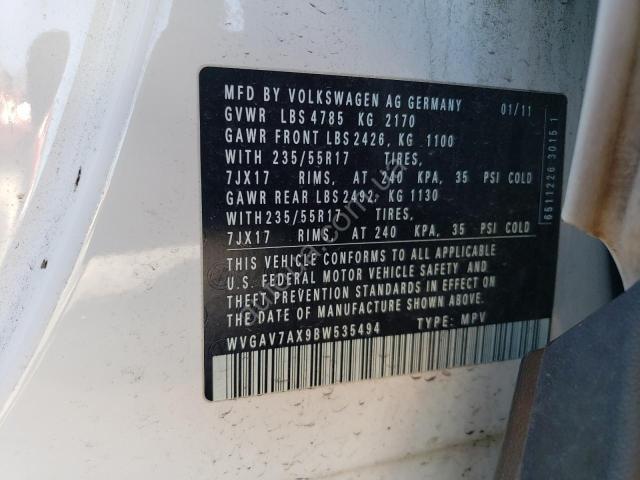 MFD BY VOLKSWAGEN AG GERMANY 01/11
GVWR LBS 4785 KG 2170
GAWR FRONT LBS 2426, KG 1100
WITH 235/55R17 TIRES,
7JX17 RIMS, AT 240 KPA, 35 PSI COLD
GAWR REAR LBS 2492, KG 1130
WITH 235/55R17 TIRES,
7JX17 RIMS, AT 240 KPA, 35 PSI COLD
THIS VEHICLE CONFORMS TO ALL APPLICABLE
U.S. FEDERAL MOTOR VEHICLE SAFETY AND
THEFT PREVENTION STANDARDS IN EFFECT ON THE
DATE OF MANUFACTURE SHOWN ABOVE.
WVGAV7AX9BW535494 TYPE: MPV
6511226 3015 1